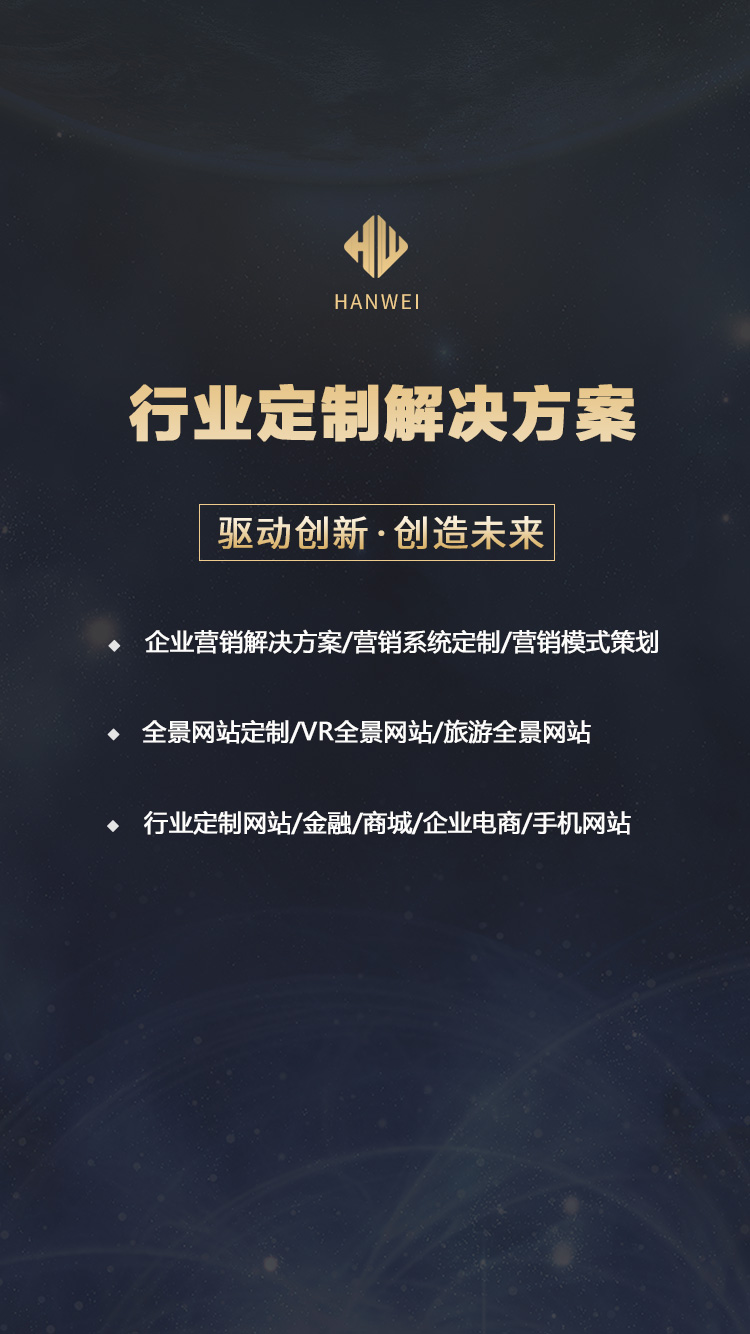 HANWEI
行业定制解决方案
驱动创新·创造未来
企业营销解决方案/营销系统定制/营销模式策划
全景网站定制/VR全景网站/旅游全景网站
行业定制网站/金融/商城/企业电商/手机网站